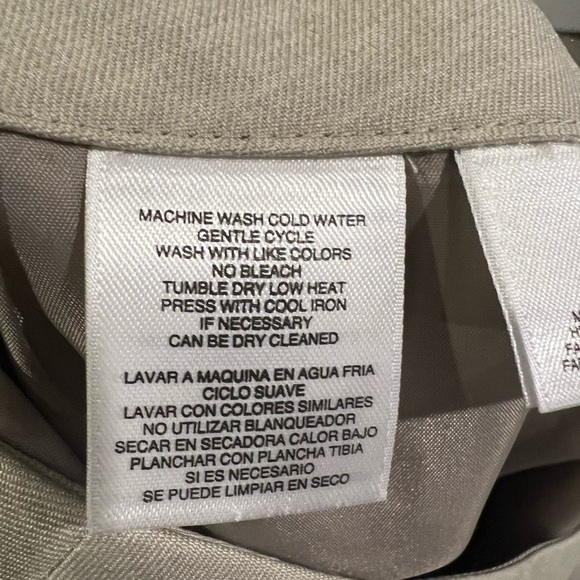 MACHINE WASH COLD WATER
GENTLE CYCLE
WASH WITH LIKE COLORS
NO BLEACH
TUMBLE DRY LOW HEAT
PRESS WITH COOL IRON
IF NECESSARY
CAN BE DRY CLEANED
LAVAR A MAQUINA EN AGUA FRIA
CICLO SUAVE
LAVAR CON COLORES SIMILARES
NO UTILIZAR BLANQUEADOR
SECAR EN SECADORA CALOR BAJO
PLANCHAR CON PLANCHA TIBIA
SI ES NECESARIO
SE PUEDE LIMPIAR EN SECO